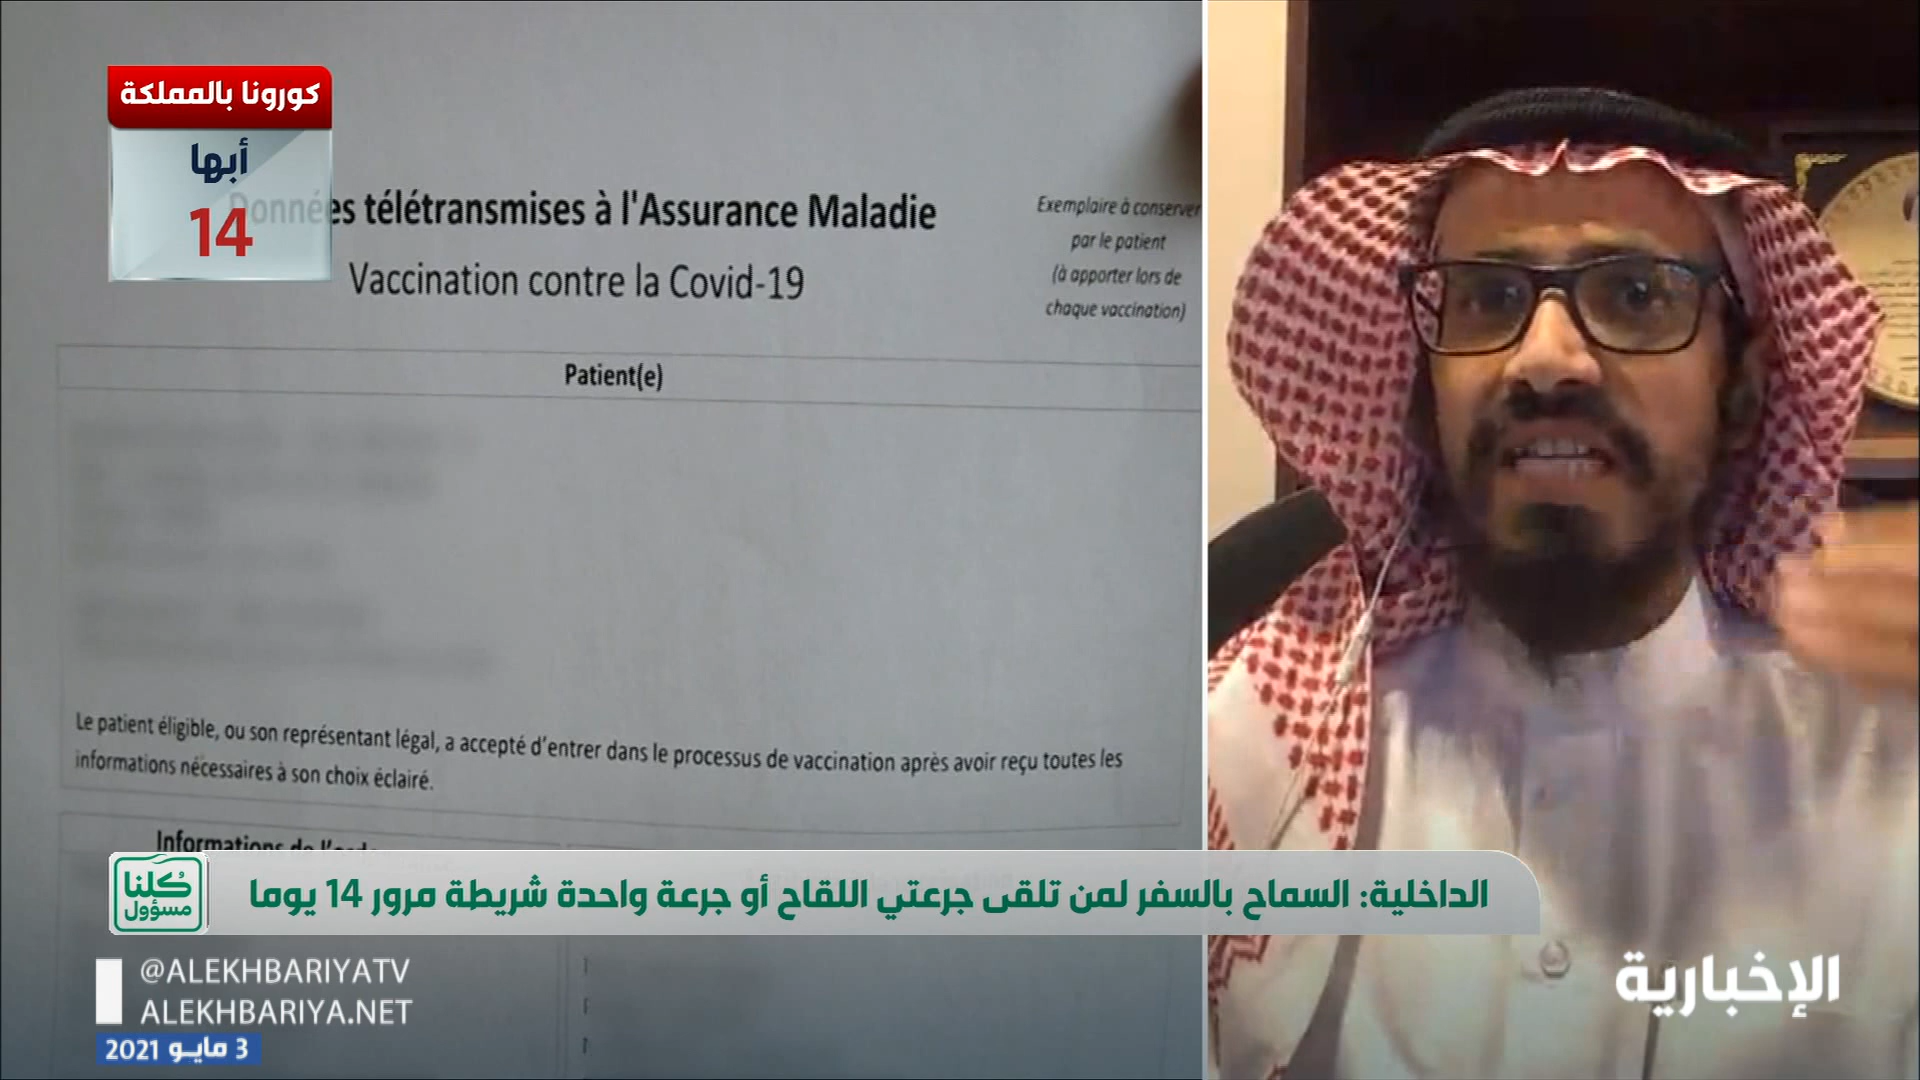 كورونا بالمملكة
أبها
14
Données télétransmises à l'Assurance Maladie
Vaccination contre la Covid-19
Exemplaire à conserver
par le patient
(à apporter lors de
chaque vaccination)
Patient(e)
Le patient éligible, ou son représentant légal, a accepté d'entrer dans le processus de vaccination après avoir reçu toutes les
informations nécessaires à son choix éclairé.
Informations de
كلنا
مسؤول
الداخلية: السماح بالسفر لمن تلقى جرعتي اللقاح أو جرعة واحدة شريطة مرور 14 يوما
@ALEKHBARIYATV
ALEKHBARIYA.NET
3 مايو 2021
الإخبارية